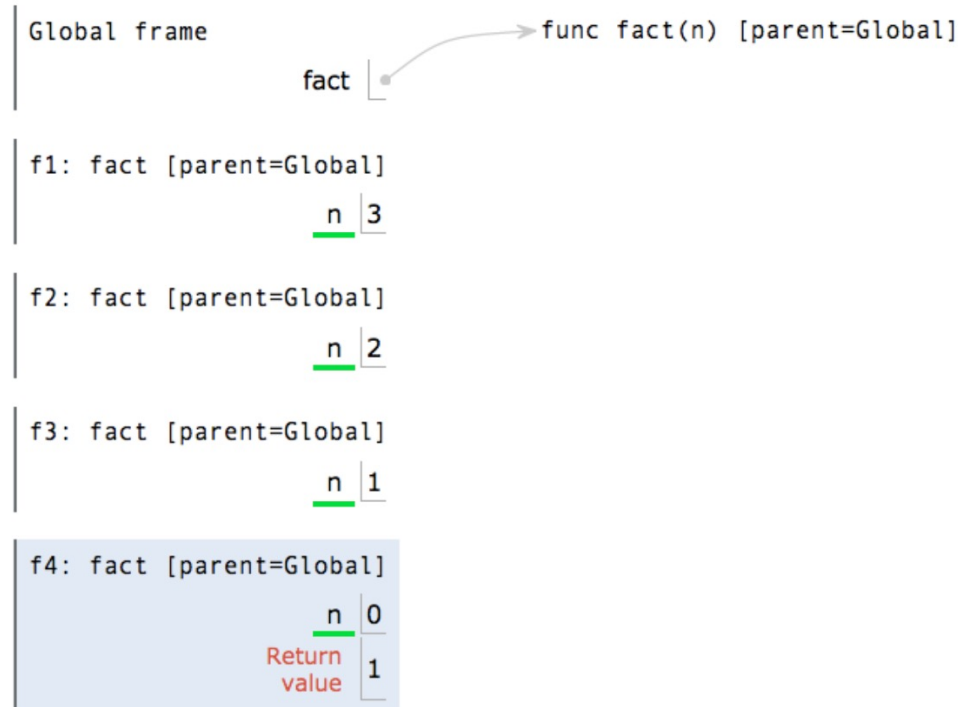 Global frame
func fact(n) [parent=Global]
fact
f1: fact [parent=Global]
n 3
f2: fact [parent=Global]
n 2
f3: fact [parent=Global]
n 1
f4: fact [parent=Global]
n 0
Return
value 1